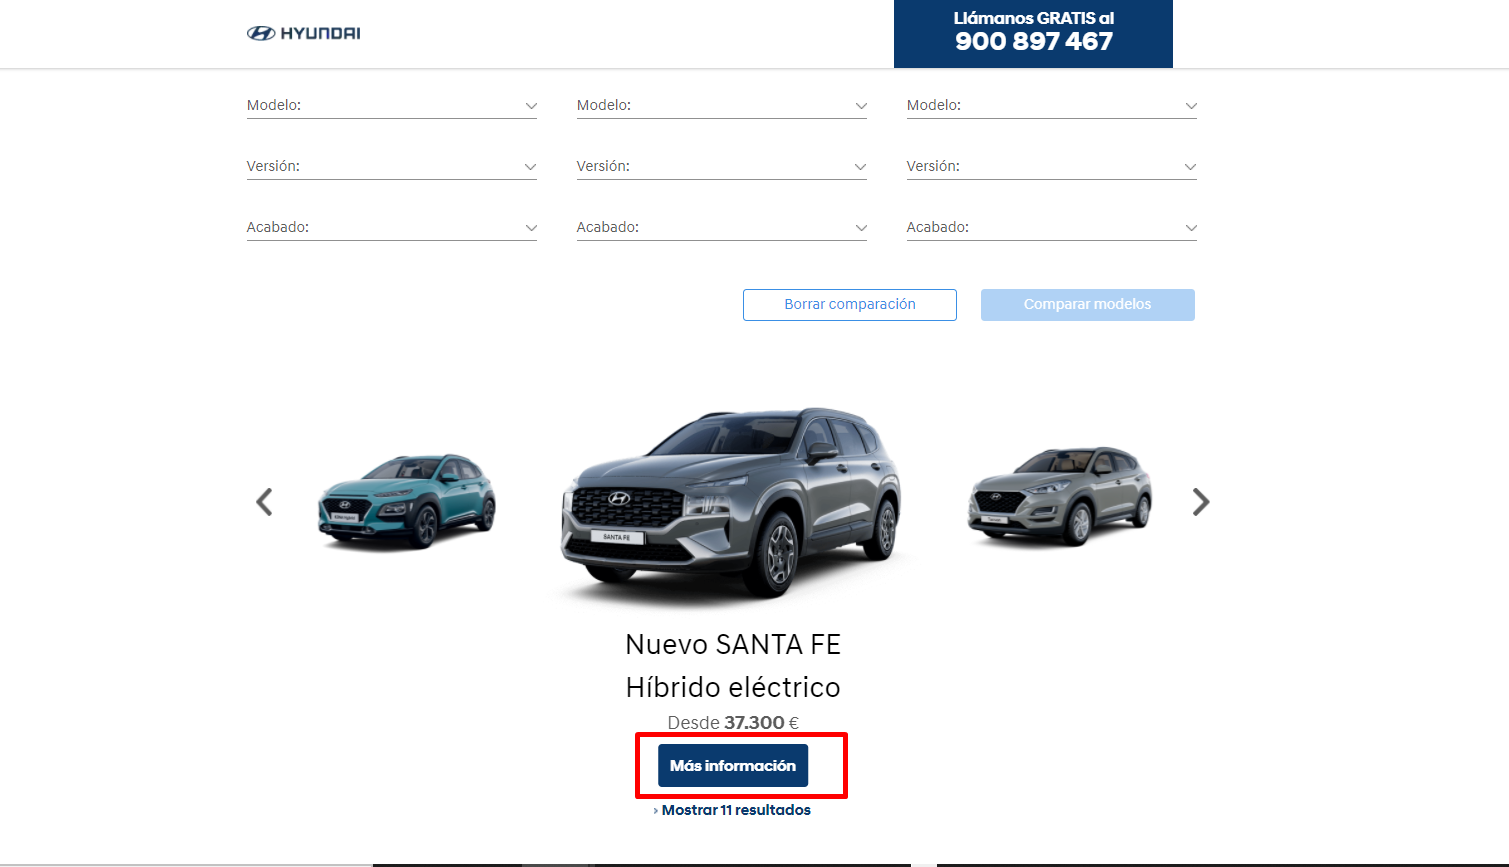 HYUNDAI
Llámanos GRATIS al
900 897 467
Modelo:
Modelo:
Modelo:
Versión:
Versión:
Versión:
Acabado:
Acabado:
Acabado:
Borrar comparación
Comparar modelos
SANTA FE
Nuevo SANTA FE
Híbrido eléctrico
Desde 37.300 €
Más información
› Mostrar 11 resultados